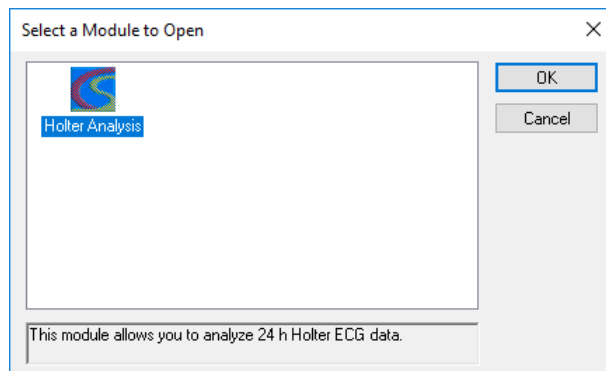 Select a Module to Open
OK
Cancel
Holter Analysis
This module allows you to analyze 24 h Holter ECG data.